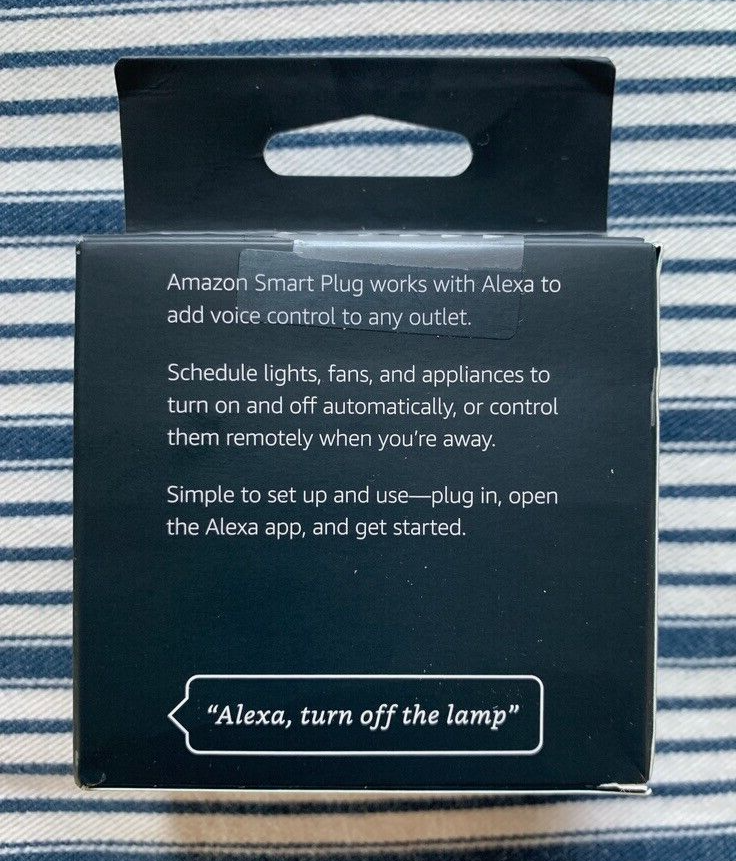 Amazon Smart Plug works with Alexa to
add voice control to any outlet.
Schedule lights, fans, and appliances to
turn on and off automatically, or control
them remotely when you’re away.
Simple to set up and use—plug in, open
the Alexa app, and get started.
“Alexa, turn off the lamp”